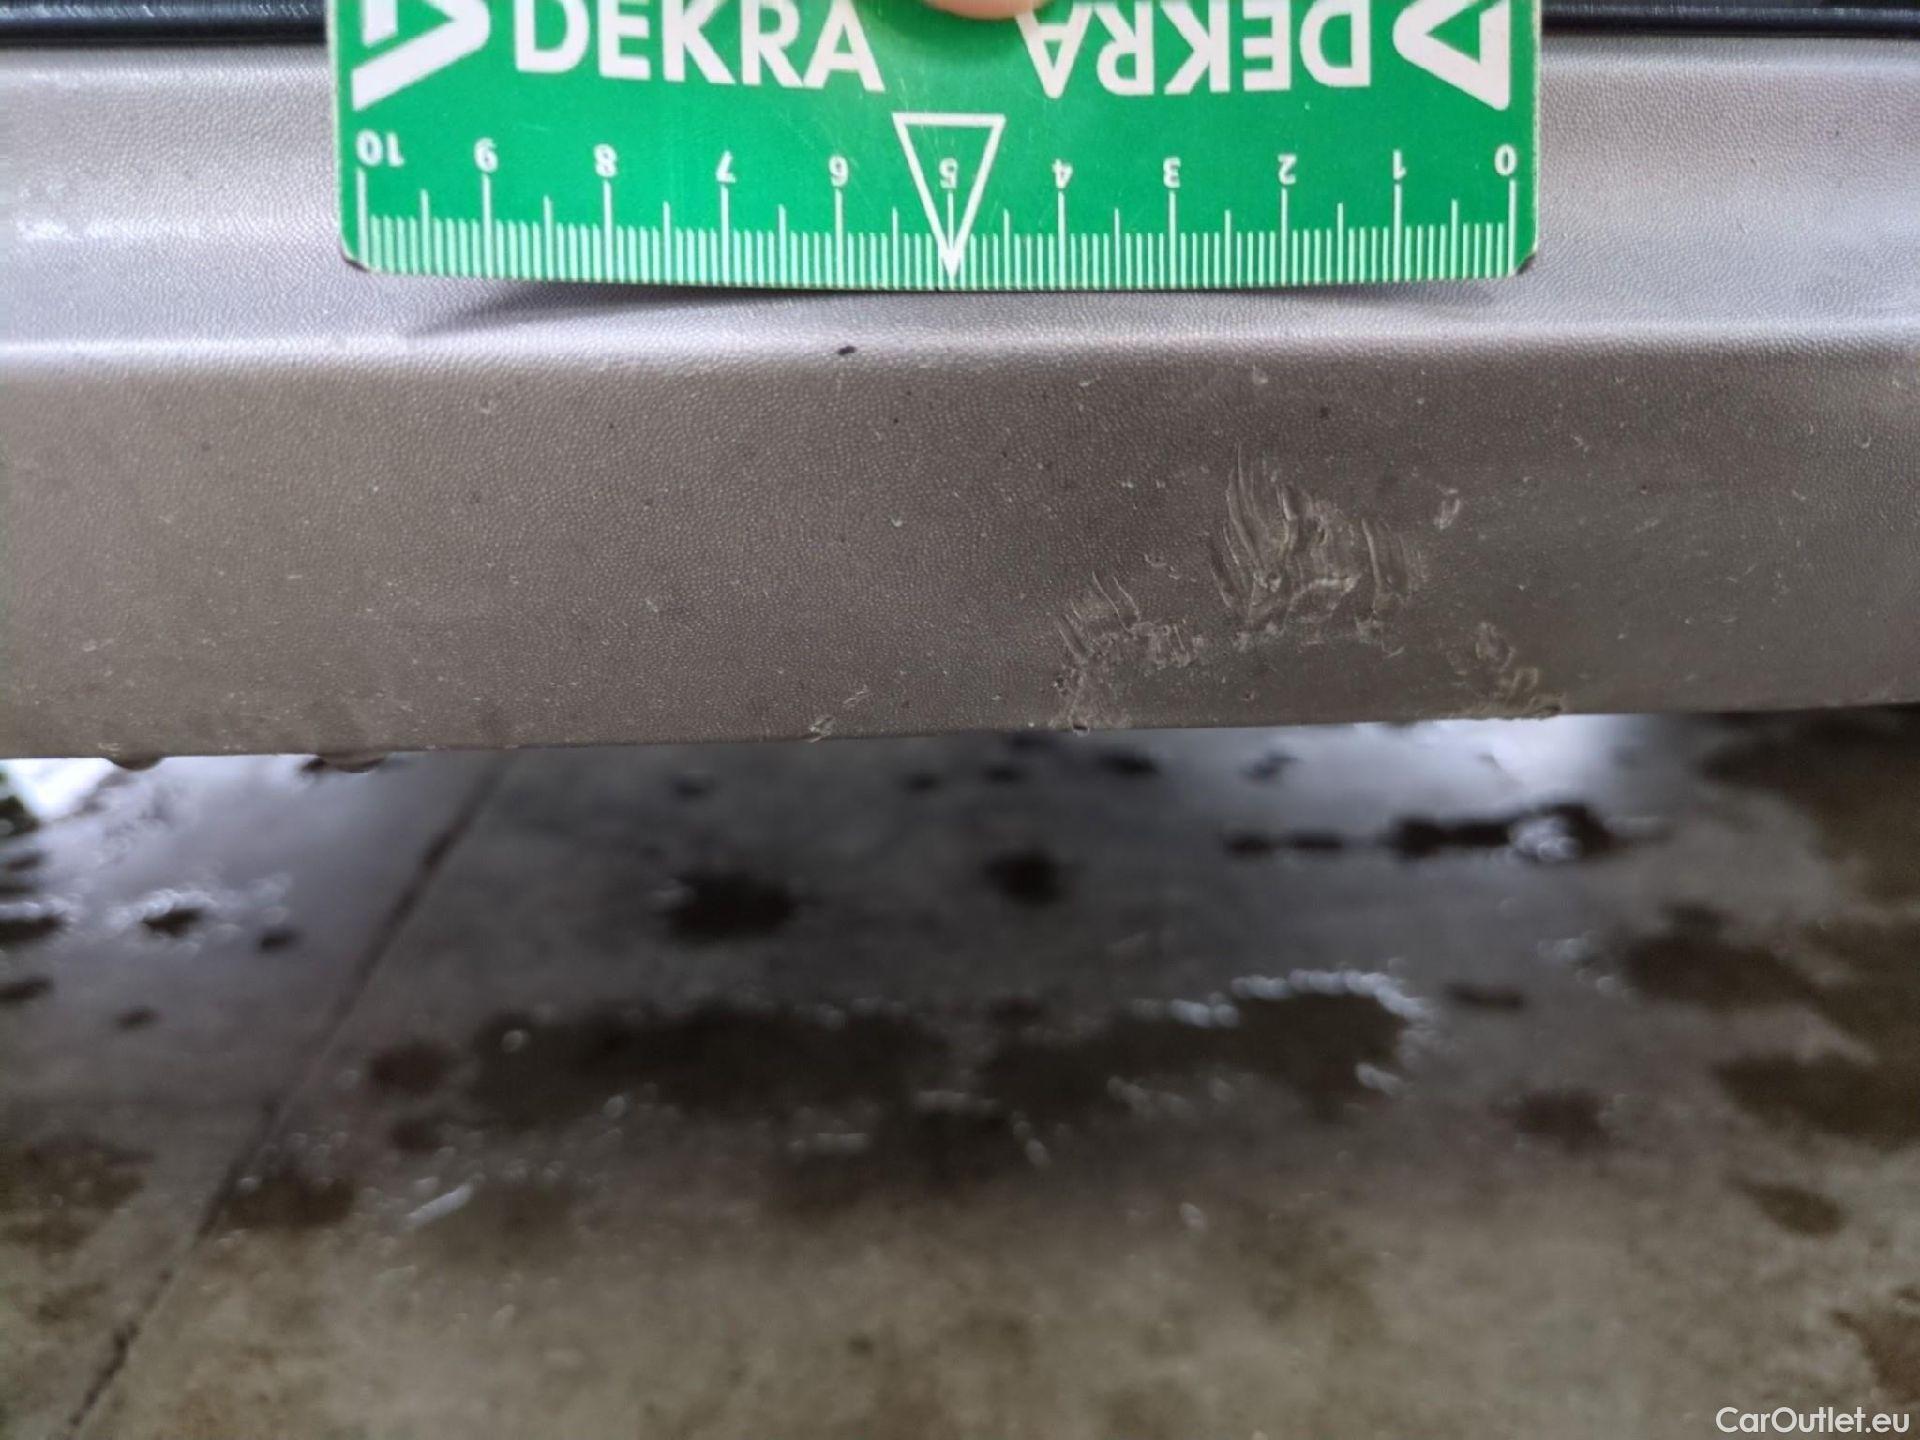 DEKRA DEKRA
10 9 8 7 6 5 4 3 2 1 0
CarOutlet.eu